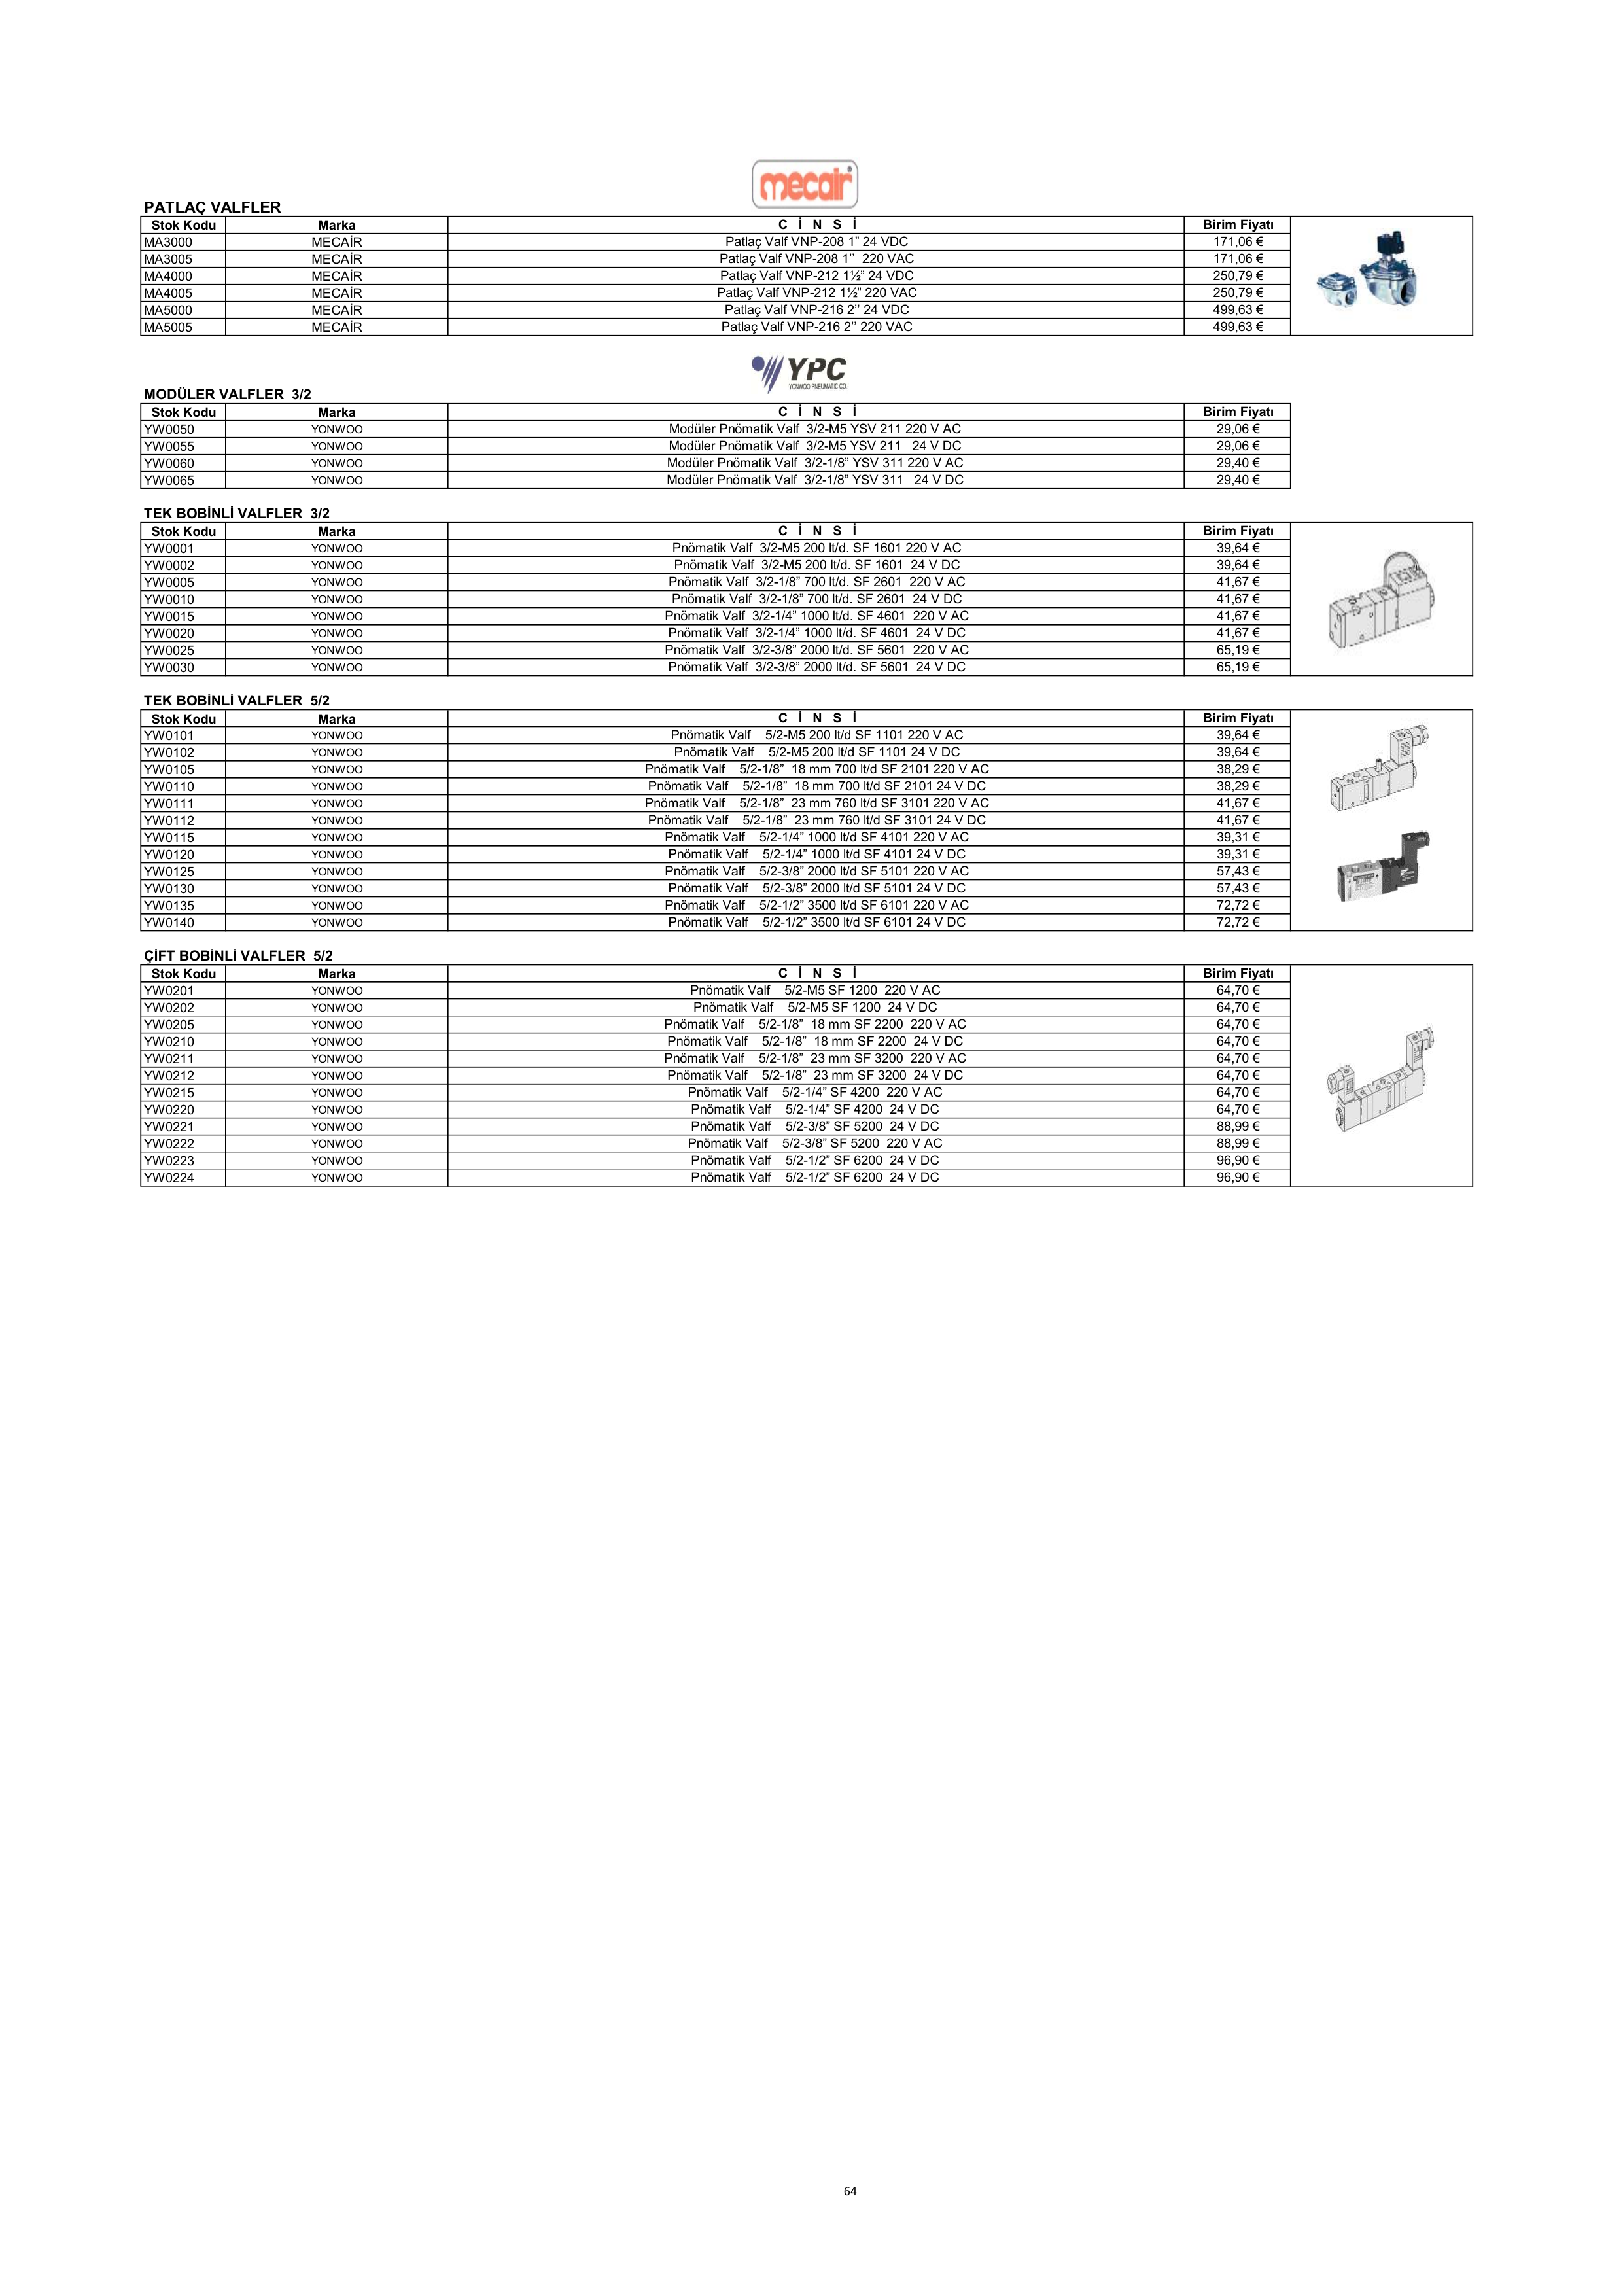 mecair
PATLAÇ VALFLER
Stok Kodu Marka C İ N S İ Birim Fiyatı
MA3000 MECAİR Patlaç Valf VNP-208 1” 24 VDC 171,06 €
MA3005 MECAİR Patlaç Valf VNP-208 1’’ 220 VAC 171,06 €
MA4000 MECAİR Patlaç Valf VNP-212 1½” 24 VDC 250,79 €
MA4005 MECAİR Patlaç Valf VNP-212 1½” 220 VAC 250,79 €
MA5000 MECAİR Patlaç Valf VNP-216 2’’ 24 VDC 499,63 €
MA5005 MECAİR Patlaç Valf VNP-216 2’’ 220 VAC 499,63 €
YPC
YONWOO PNEUMATIC CO.
MODÜLER VALFLER 3/2
Stok Kodu Marka C İ N S İ Birim Fiyatı
YW0050 YONWOO Modüler Pnömatik Valf 3/2-M5 YSV 211 220 V AC 29,06 €
YW0055 YONWOO Modüler Pnömatik Valf 3/2-M5 YSV 211 24 V DC 29,06 €
YW0060 YONWOO Modüler Pnömatik Valf 3/2-1/8” YSV 311 220 V AC 29,40 €
YW0065 YONWOO Modüler Pnömatik Valf 3/2-1/8” YSV 311 24 V DC 29,40 €
TEK BOBİNLİ VALFLER 3/2
Stok Kodu Marka C İ N S İ Birim Fiyatı
YW0001 YONWOO Pnömatik Valf 3/2-M5 200 lt/d. SF 1601 220 V AC 39,64 €
YW0002 YONWOO Pnömatik Valf 3/2-M5 200 lt/d. SF 1601 24 V DC 39,64 €
YW0005 YONWOO Pnömatik Valf 3/2-1/8” 700 lt/d. SF 2601 220 V AC 41,67 €
YW0010 YONWOO Pnömatik Valf 3/2-1/8” 700 lt/d. SF 2601 24 V DC 41,67 €
YW0015 YONWOO Pnömatik Valf 3/2-1/4” 1000 lt/d. SF 4601 220 V AC 41,67 €
YW0020 YONWOO Pnömatik Valf 3/2-1/4” 1000 lt/d. SF 4601 24 V DC 41,67 €
YW0025 YONWOO Pnömatik Valf 3/2-3/8” 2000 lt/d. SF 5601 220 V AC 65,19 €
YW0030 YONWOO Pnömatik Valf 3/2-3/8” 2000 lt/d. SF 5601 24 V DC 65,19 €
TEK BOBİNLİ VALFLER 5/2
Stok Kodu Marka C İ N S İ Birim Fiyatı
YW0101 YONWOO Pnömatik Valf 5/2-M5 200 lt/d SF 1101 220 V AC 39,64 €
YW0102 YONWOO Pnömatik Valf 5/2-M5 200 lt/d SF 1101 24 V DC 39,64 €
YW0105 YONWOO Pnömatik Valf 5/2-1/8” 18 mm 700 lt/d SF 2101 220 V AC 38,29 €
YW0110 YONWOO Pnömatik Valf 5/2-1/8” 18 mm 700 lt/d SF 2101 24 V DC 38,29 €
YW0111 YONWOO Pnömatik Valf 5/2-1/8” 23 mm 760 lt/d SF 3101 220 V AC 41,67 €
YW0112 YONWOO Pnömatik Valf 5/2-1/8” 23 mm 760 lt/d SF 3101 24 V DC 41,67 €
YW0115 YONWOO Pnömatik Valf 5/2-1/4” 1000 lt/d SF 4101 220 V AC 39,31 €
YW0120 YONWOO Pnömatik Valf 5/2-1/4” 1000 lt/d SF 4101 24 V DC 39,31 €
YW0125 YONWOO Pnömatik Valf 5/2-3/8” 2000 lt/d SF 5101 220 V AC 57,43 €
YW0130 YONWOO Pnömatik Valf 5/2-3/8” 2000 lt/d SF 5101 24 V DC 57,43 €
YW0135 YONWOO Pnömatik Valf 5/2-1/2” 3500 lt/d SF 6101 220 V AC 72,72 €
YW0140 YONWOO Pnömatik Valf 5/2-1/2” 3500 lt/d SF 6101 24 V DC 72,72 €
ÇİFT BOBİNLİ VALFLER 5/2
Stok Kodu Marka C İ N S İ Birim Fiyatı
YW0201 YONWOO Pnömatik Valf 5/2-M5 SF 1200 220 V AC 64,70 €
YW0202 YONWOO Pnömatik Valf 5/2-M5 SF 1200 24 V DC 64,70 €
YW0205 YONWOO Pnömatik Valf 5/2-1/8” 18 mm SF 2200 220 V AC 64,70 €
YW0210 YONWOO Pnömatik Valf 5/2-1/8” 18 mm SF 2200 24 V DC 64,70 €
YW0211 YONWOO Pnömatik Valf 5/2-1/8” 23 mm SF 3200 220 V AC 64,70 €
YW0212 YONWOO Pnömatik Valf 5/2-1/8” 23 mm SF 3200 24 V DC 64,70 €
YW0215 YONWOO Pnömatik Valf 5/2-1/4” SF 4200 220 V AC 64,70 €
YW0220 YONWOO Pnömatik Valf 5/2-1/4” SF 4200 24 V DC 64,70 €
YW0221 YONWOO Pnömatik Valf 5/2-3/8” SF 5200 24 V DC 88,99 €
YW0222 YONWOO Pnömatik Valf 5/2-3/8” SF 5200 220 V AC 88,99 €
YW0223 YONWOO Pnömatik Valf 5/2-1/2” SF 6200 24 V DC 96,90 €
YW0224 YONWOO Pnömatik Valf 5/2-1/2” SF 6200 24 V DC 96,90 €
64